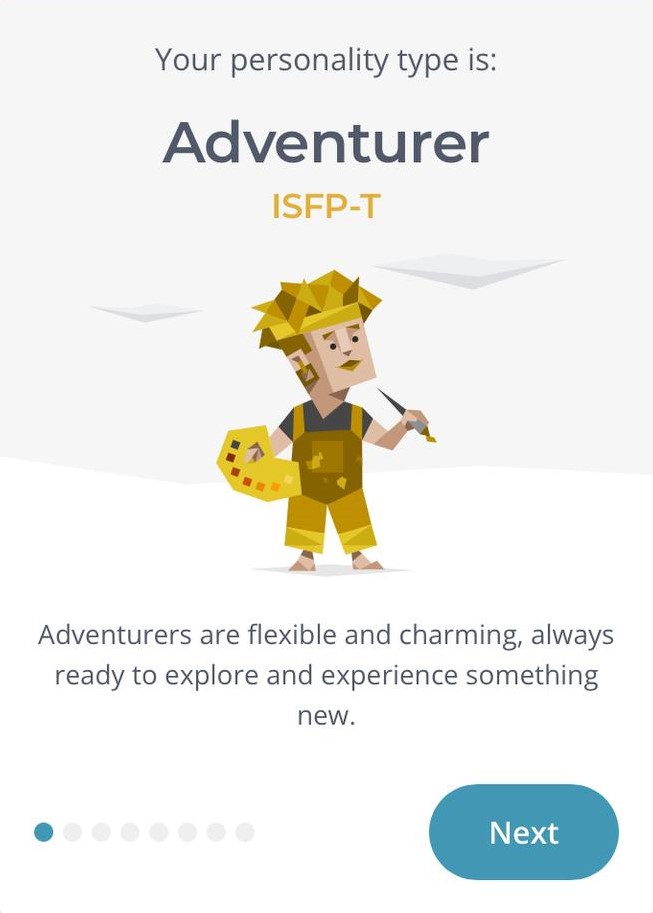 Your personality type is:
Adventurer
ISFP-T
Adventurers are flexible and charming, always
ready to explore and experience something
new.
Next